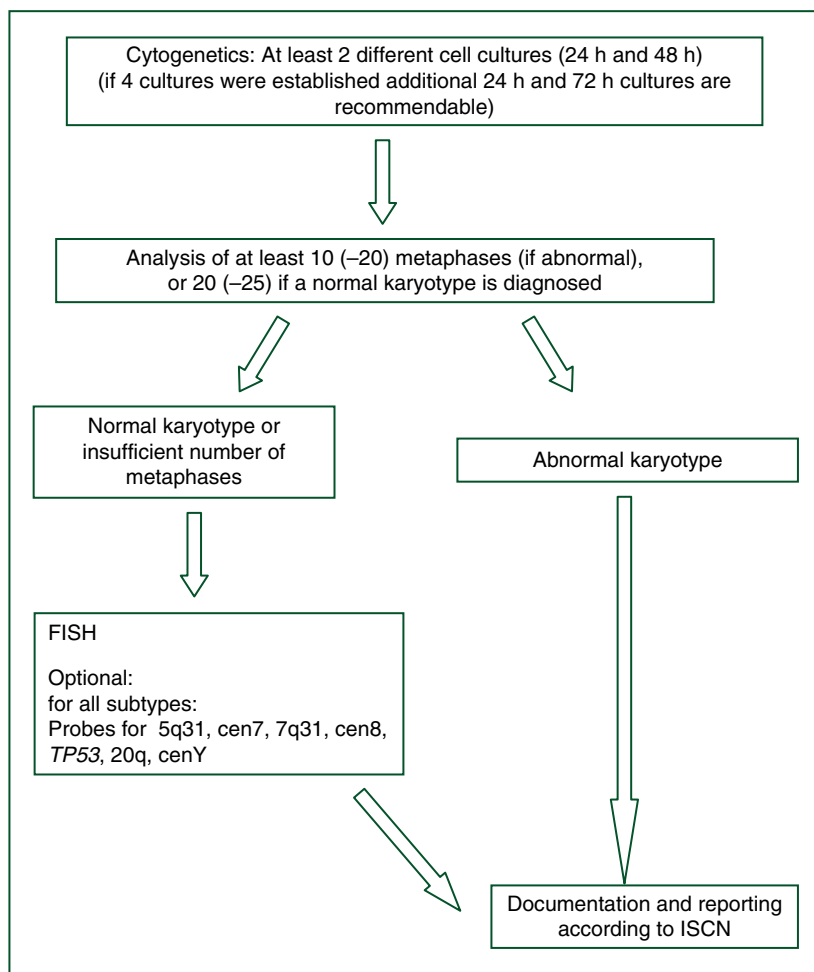 Cytogenetics: At least 2 different cell cultures (24 h and 48 h)
(if 4 cultures were established additional 24 h and 72 h cultures are
recommendable)
Analysis of at least 10 (–20) metaphases (if abnormal),
or 20 (–25) if a normal karyotype is diagnosed
Normal karyotype or
insufficient number of
metaphases
Abnormal karyotype
FISH
Optional:
for all subtypes:
Probes for 5q31, cen7, 7q31, cen8,
TP53, 20q, cenY
Documentation and reporting
according to ISCN